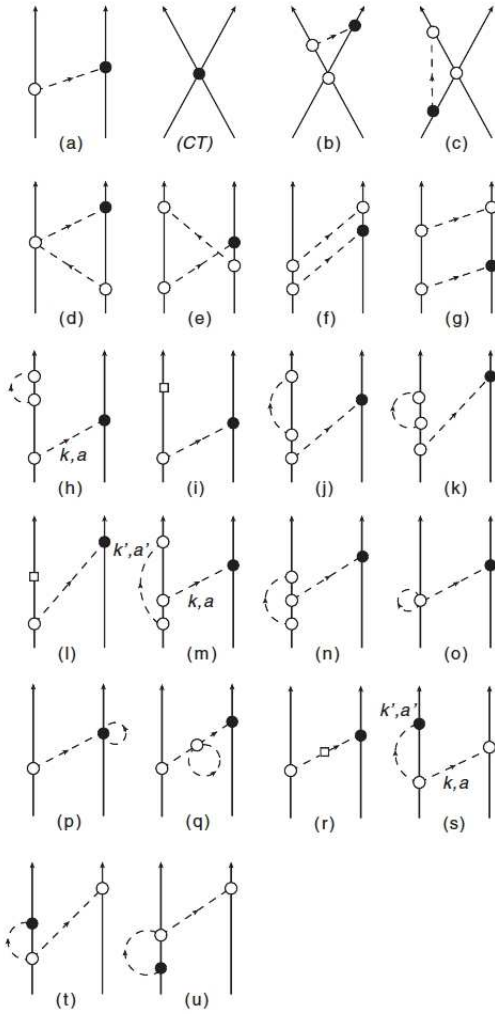 (a) (CT) (b) (c)
(d) (e) (f) (g)
k,a
(h) (i) (j) (k)
k',a'
k,a
(l) (m) (n) (o)
k',a'
k,a
(p) (q) (r) (s)
(t) (u)